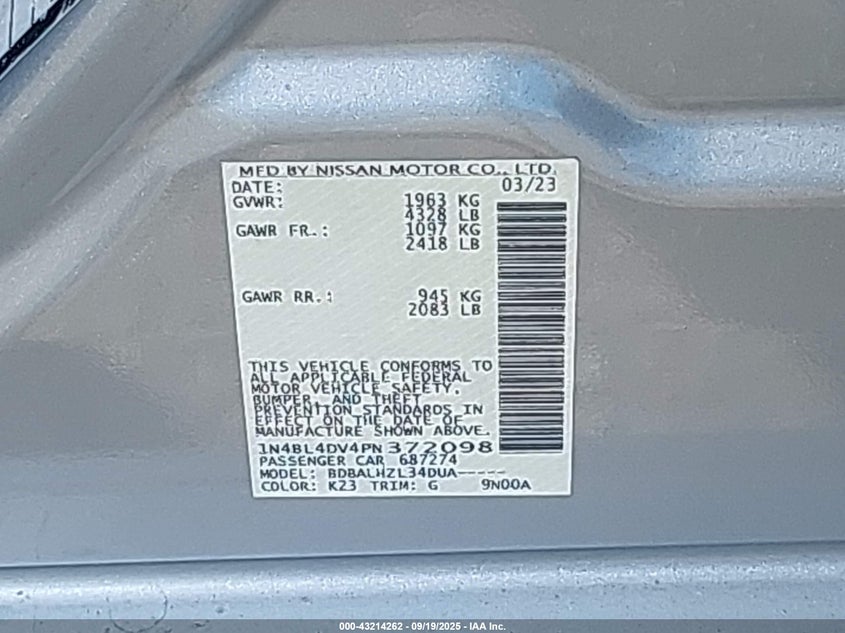 MFD BY NISSAN MOTOR CO., LTD.
DATE: 03/23
GVWR: 1963 KG
4328 LB
GAWR FR.: 1097 KG
2418 LB
GAWR RR.: 945 KG
2083 LB
THIS VEHICLE CONFORMS TO
ALL APPLICABLE FEDERAL
MOTOR VEHICLE SAFETY,
BUMPER, AND THEFT
PREVENTION STANDARDS IN
EFFECT ON THE DATE OF
MANUFACTURE SHOWN ABOVE.
1N4BL4DV4PN372098
PASSENGER CAR 687274
MODEL: BDBALHZL34DUA-----
COLOR: K23 TRIM: G 9N00A
000-43214262 - 09/19/2025 - IAA Inc.